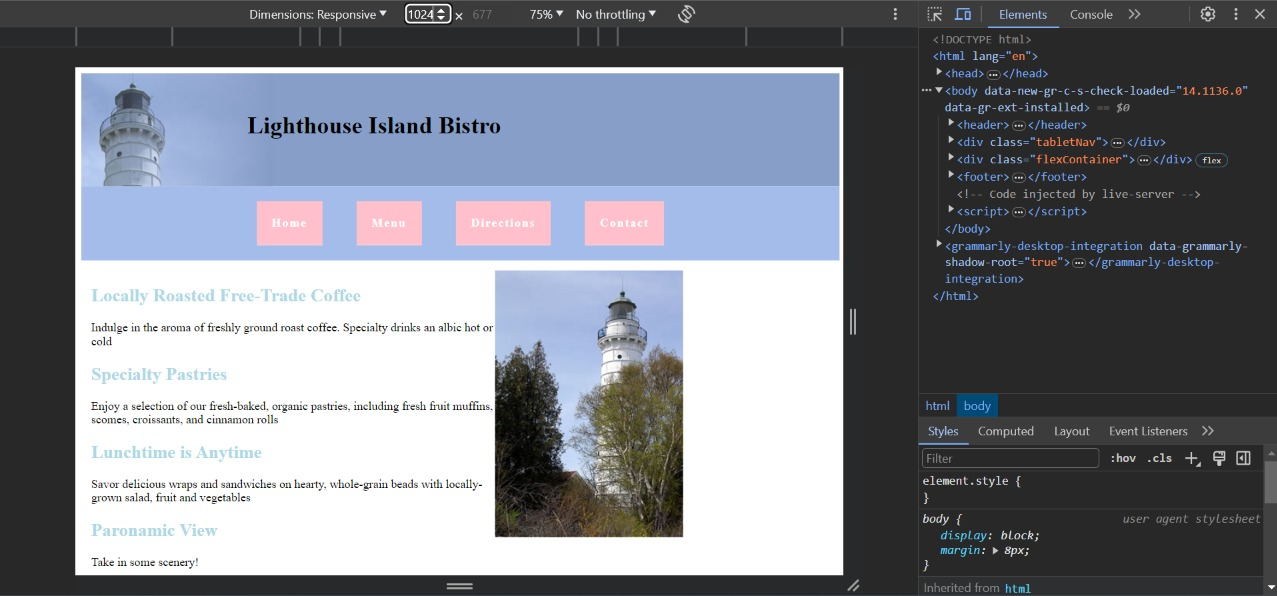 Dimensions: Responsive 1024 × 677 75% No throttling
Elements Console
Lighthouse Island Bistro
Home Menu Directions Contact
Locally Roasted Free-Trade Coffee
Indulge in the aroma of freshly ground roast coffee. Specialty drinks an albic hot or
cold
Specialty Pastries
Enjoy a selection of our fresh-baked, organic pastries, including fresh fruit muffins,
scomes, croissants, and cinnamon rolls
Lunchtime is Anytime
Savor delicious wraps and sandwiches on hearty, whole-grain beads with locally-
grown salad, fruit and vegetables
Paronamic View
Take in some scenery!
<!DOCTYPE html>
<html lang="en">
<head> … </head>
<body data-new-gr-c-s-check-loaded="14.1136.0"
data-gr-ext-installed> == $0
<header> … </header>
<div class="tabletNav"> … </div>
<div class="flexContainer"> … </div> flex
<footer> … </footer>
<!-- Code injected by live-server -->
<script> … </script>
</body>
<grammarly-desktop-integration data-grammarly-
shadow-root="true"> … </grammarly-desktop-
integration>
</html>
html body
Styles Computed Layout Event Listeners
Filter :hov .cls
element.style {
}
body { user agent stylesheet
display: block;
margin: 8px;
}
Inherited from html